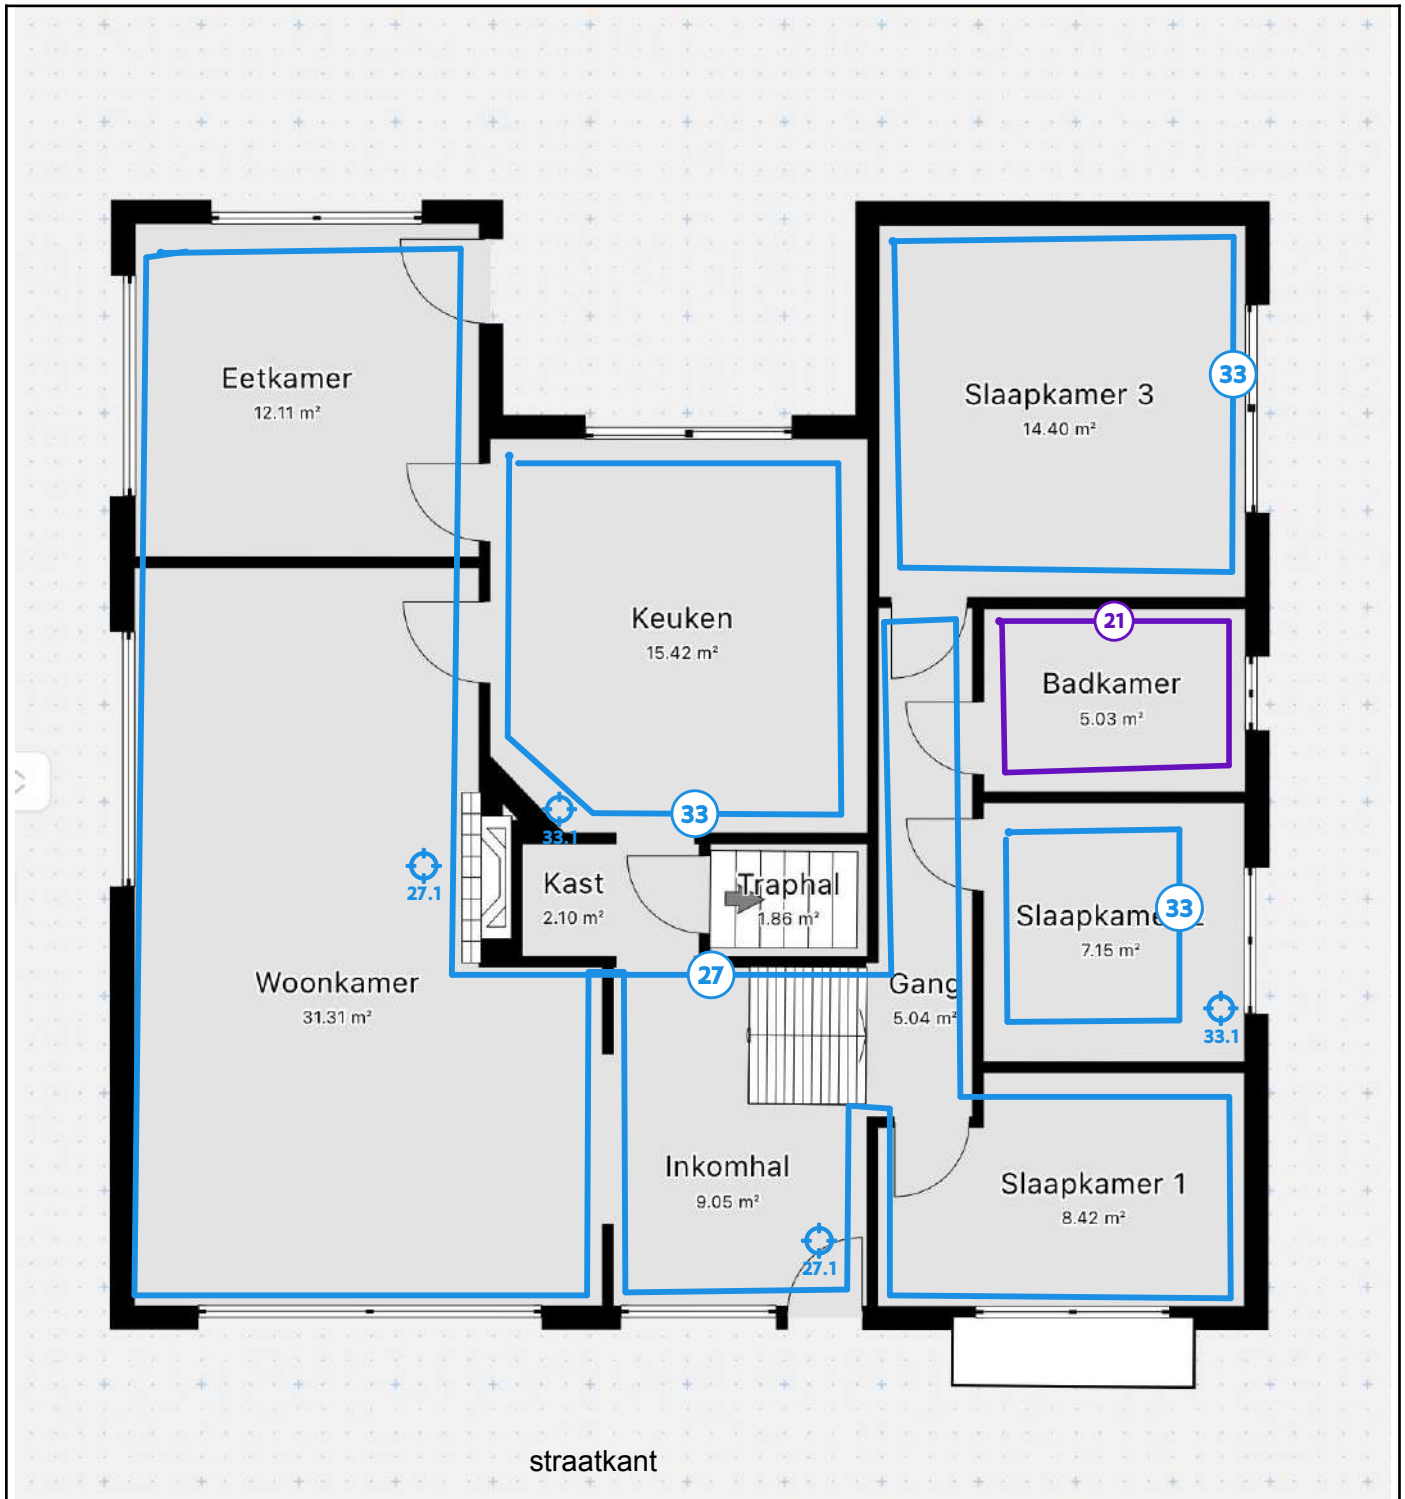 Eetkamer
12.11 m²
33
Slaapkamer 3
14.40 m²
Keuken
15.42 m²
21
Badkamer
5.03 m²
33
33.1
27.1
Kast
2.10 m²
Traphal
1.86 m²
33
Slaapkamer
7.15 m²
27
Woonkamer
31.31 m²
Gang
5.04 m²
33.1
Inkomhal
9.05 m²
Slaapkamer 1
8.42 m²
27.1
straatkant